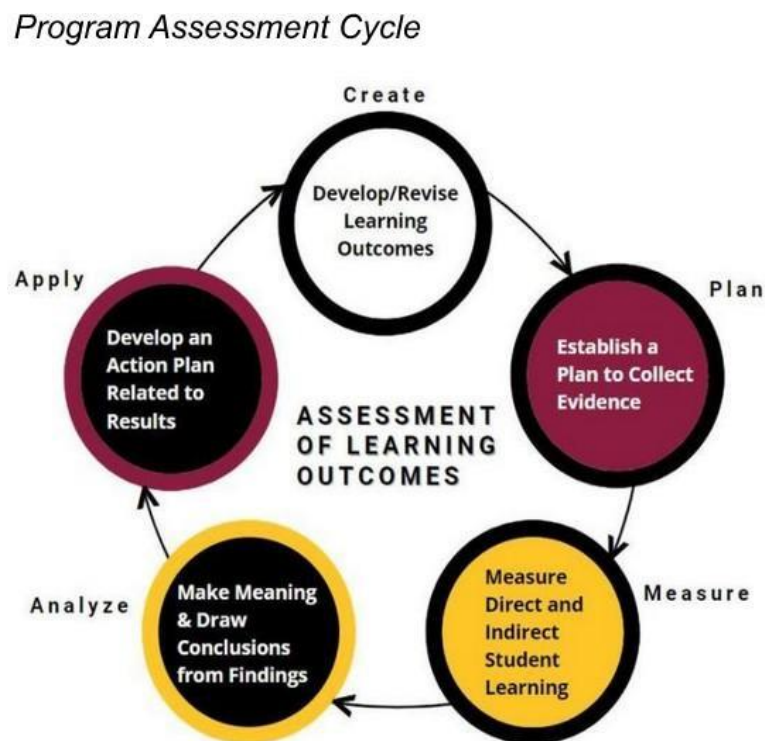 Program Assessment Cycle
Create
Develop/Revise
Learning
Outcomes
Plan
Establish a
Plan to Collect
Evidence
Measure
Measure
Direct and
Indirect
Student
Learning
Analyze
Make Meaning
& Draw
Conclusions
from Findings
Apply
Develop an
Action Plan
Related to
Results
ASSESSMENT
OF LEARNING
OUTCOMES